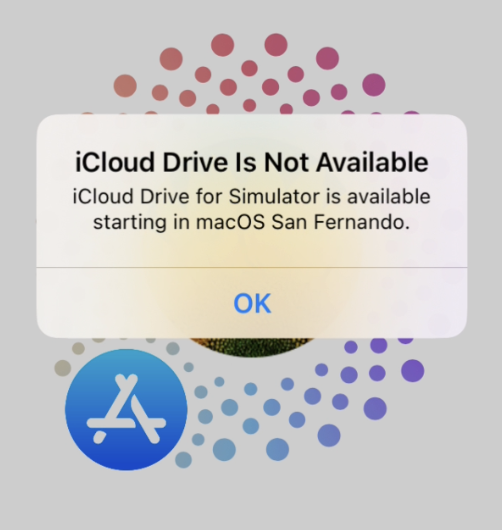 iCloud Drive Is Not Available
iCloud Drive for Simulator is available
starting in macOS San Fernando.
OK